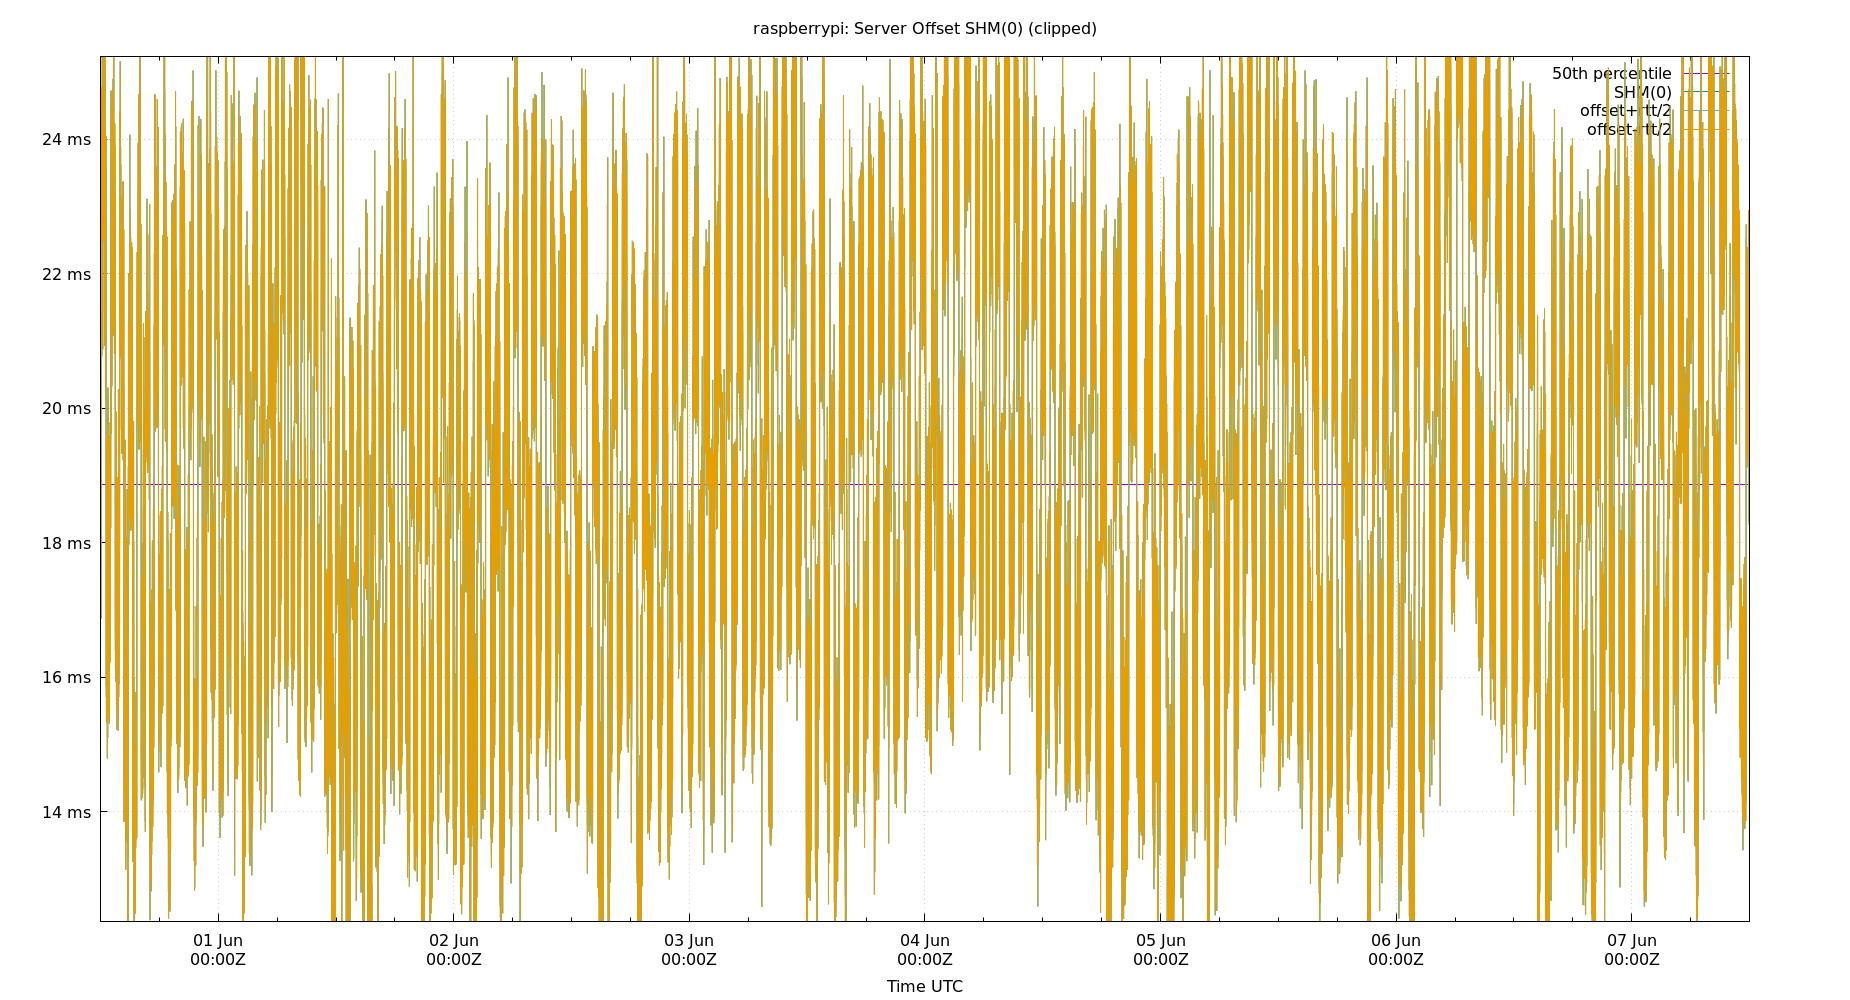 raspberrypi: Server Offset SHM(0) (clipped)
50th percentile
SHM(0)
offset+rtt/2
offset-rtt/2
24 ms
22 ms
20 ms
18 ms
16 ms
14 ms
01 Jun 02 Jun 03 Jun 04 Jun 05 Jun 06 Jun 07 Jun
00:00Z 00:00Z 00:00Z 00:00Z 00:00Z 00:00Z 00:00Z
Time UTC